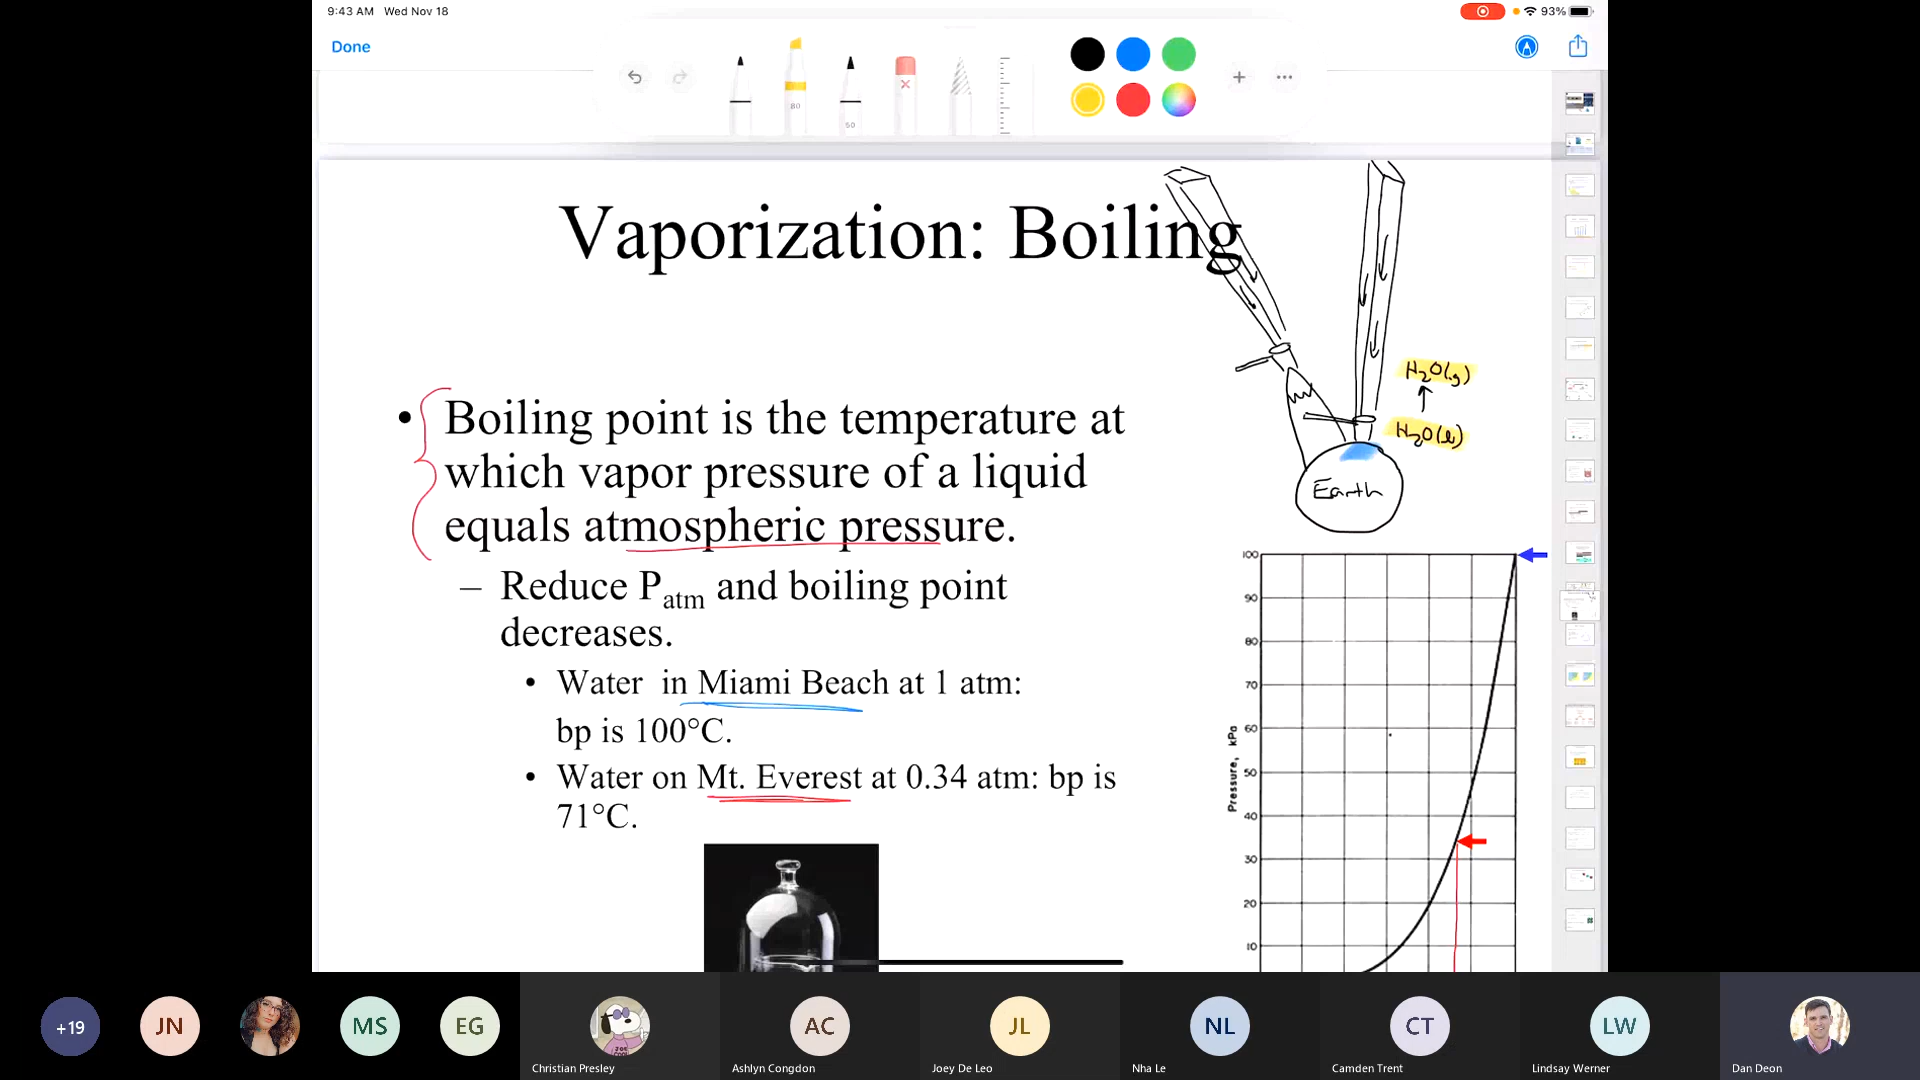 9:43 AM Wed Nov 18
93%
Done
80
50
Vaporization: Boiling
H₂O(g)
H₂O(l)
Earth
• Boiling point is the temperature at
which vapor pressure of a liquid
equals atmospheric pressure.
– Reduce Patm and boiling point
decreases.
• Water in Miami Beach at 1 atm:
bp is 100°C.
• Water on Mt. Everest at 0.34 atm: bp is
71°C.
100
90
80
70
60
50
40
30
20
10
Pressure, kPa
+19
JN
MS
EG
Christian Presley
AC
Ashlyn Congdon
JL
Joey De Leo
NL
Nha Le
CT
Camden Trent
LW
Lindsay Werner
Dan Deon